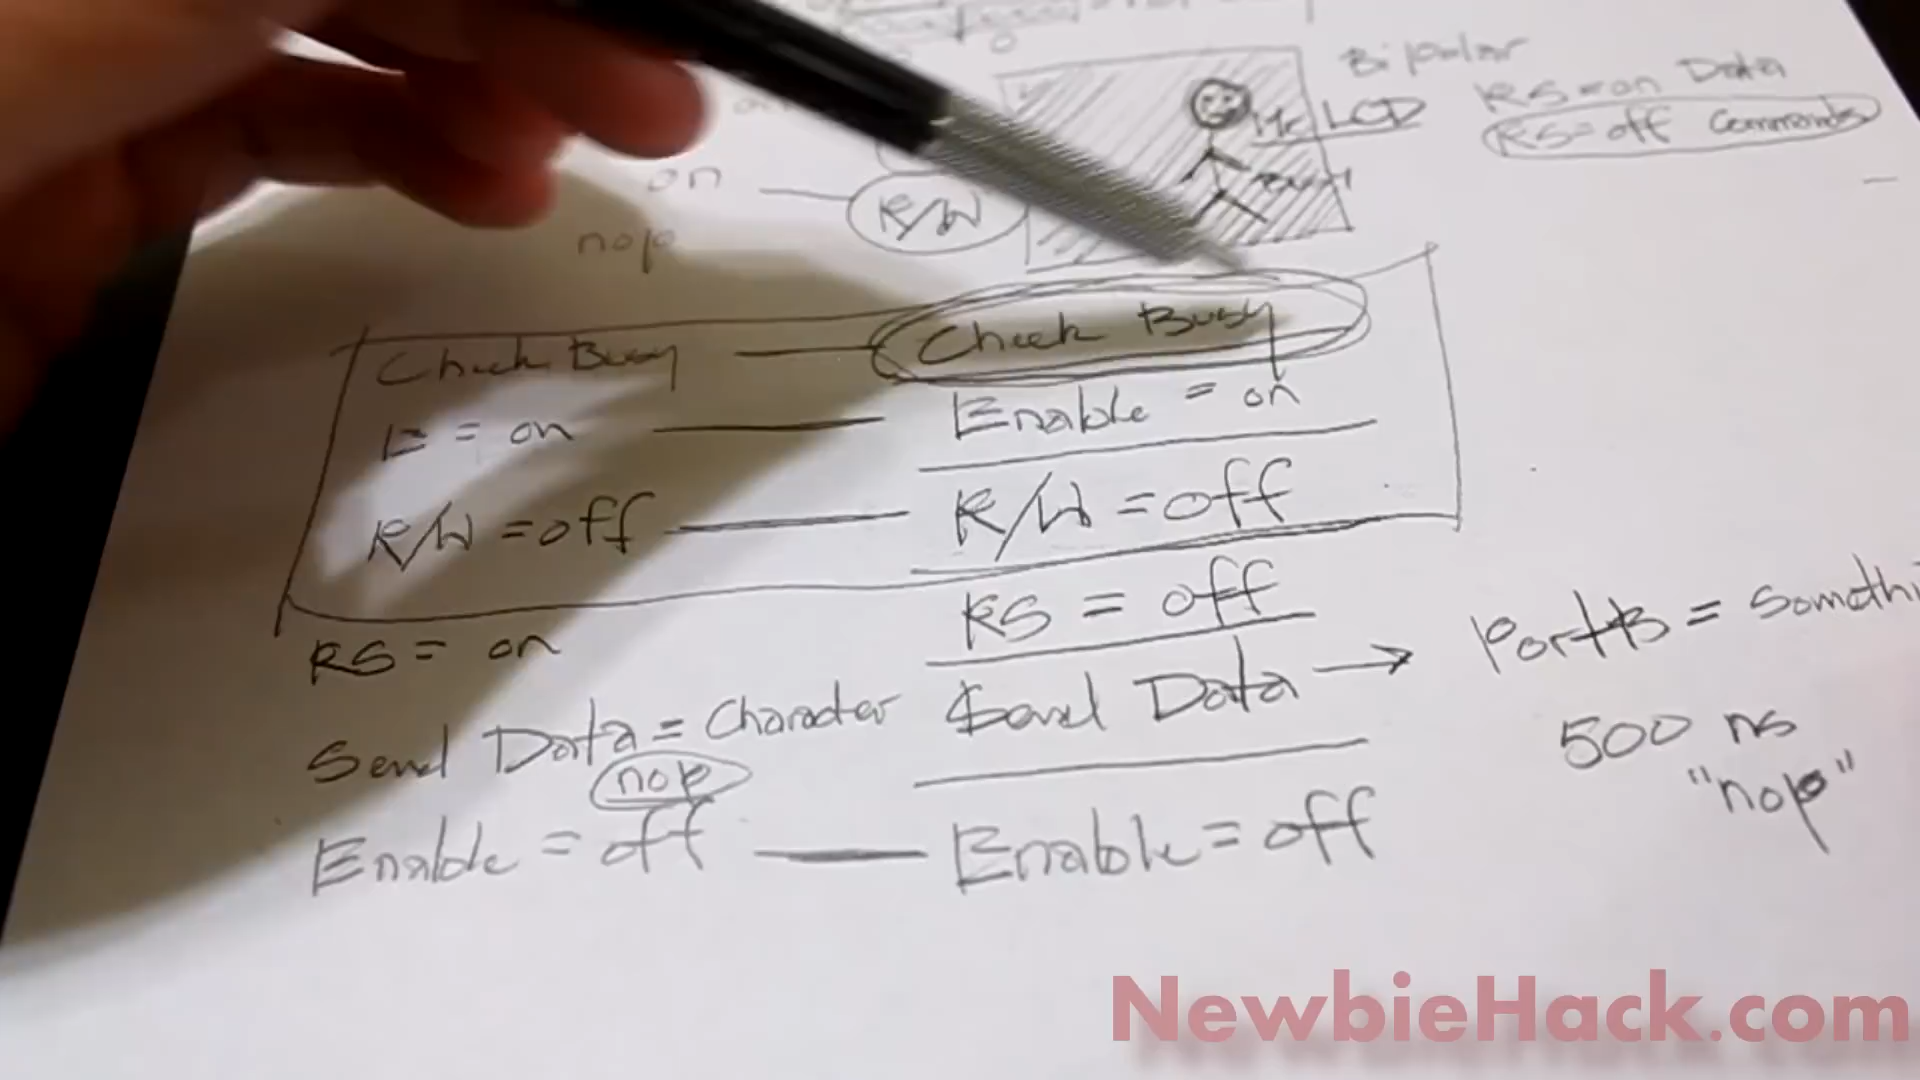 Bipolar
Mr LCD
RS = on Data
RS = off Commands
on
R/W
nop
Check Busy Check Busy
E = on Enable = on
R/W = off R/W = off
RS = on RS = off
Send Data = Character Send Data → PortB = Somethi
nop 500 ns
"nop"
Enable = off Enable = off
NewbieHack.com